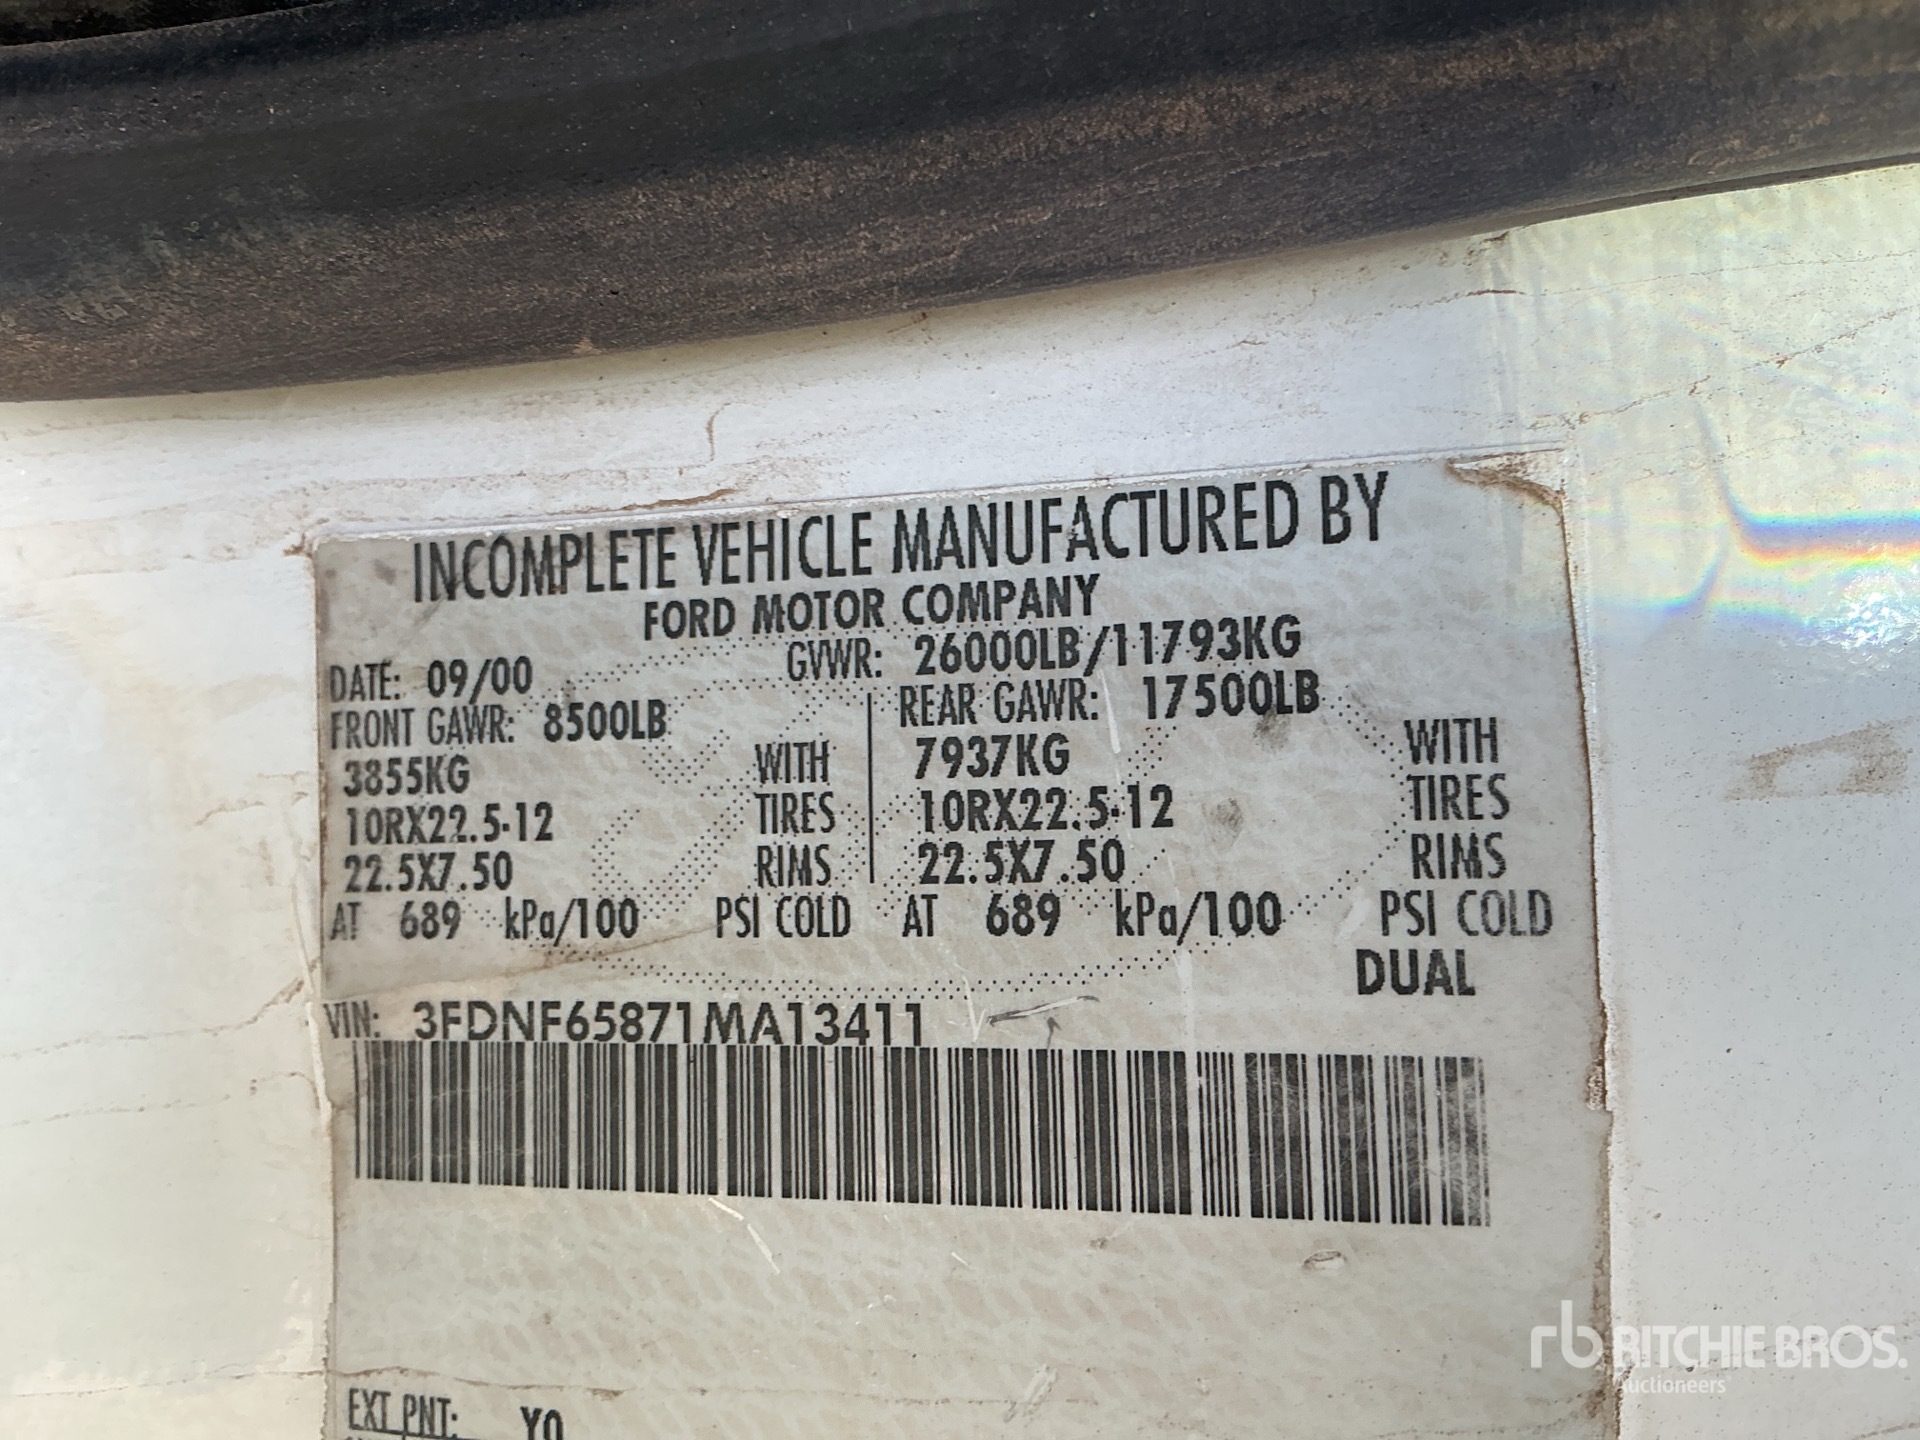 INCOMPLETE VEHICLE MANUFACTURED BY
FORD MOTOR COMPANY
DATE: 09/00 GVWR: 26000LB/11793KG
FRONT GAWR: 8500LB REAR GAWR: 17500LB
3855KG WITH 7937KG WITH
10RX22.5-12 TIRES 10RX22.5-12 TIRES
22.5X7.50 RIMS 22.5X7.50 RIMS
AT 689 kPa/100 PSI COLD AT 689 kPa/100 PSI COLD
DUAL
VIN: 3FDNF65871MA13411
EXT PNT: YO
rb RITCHIE BROS.
Auctioneers